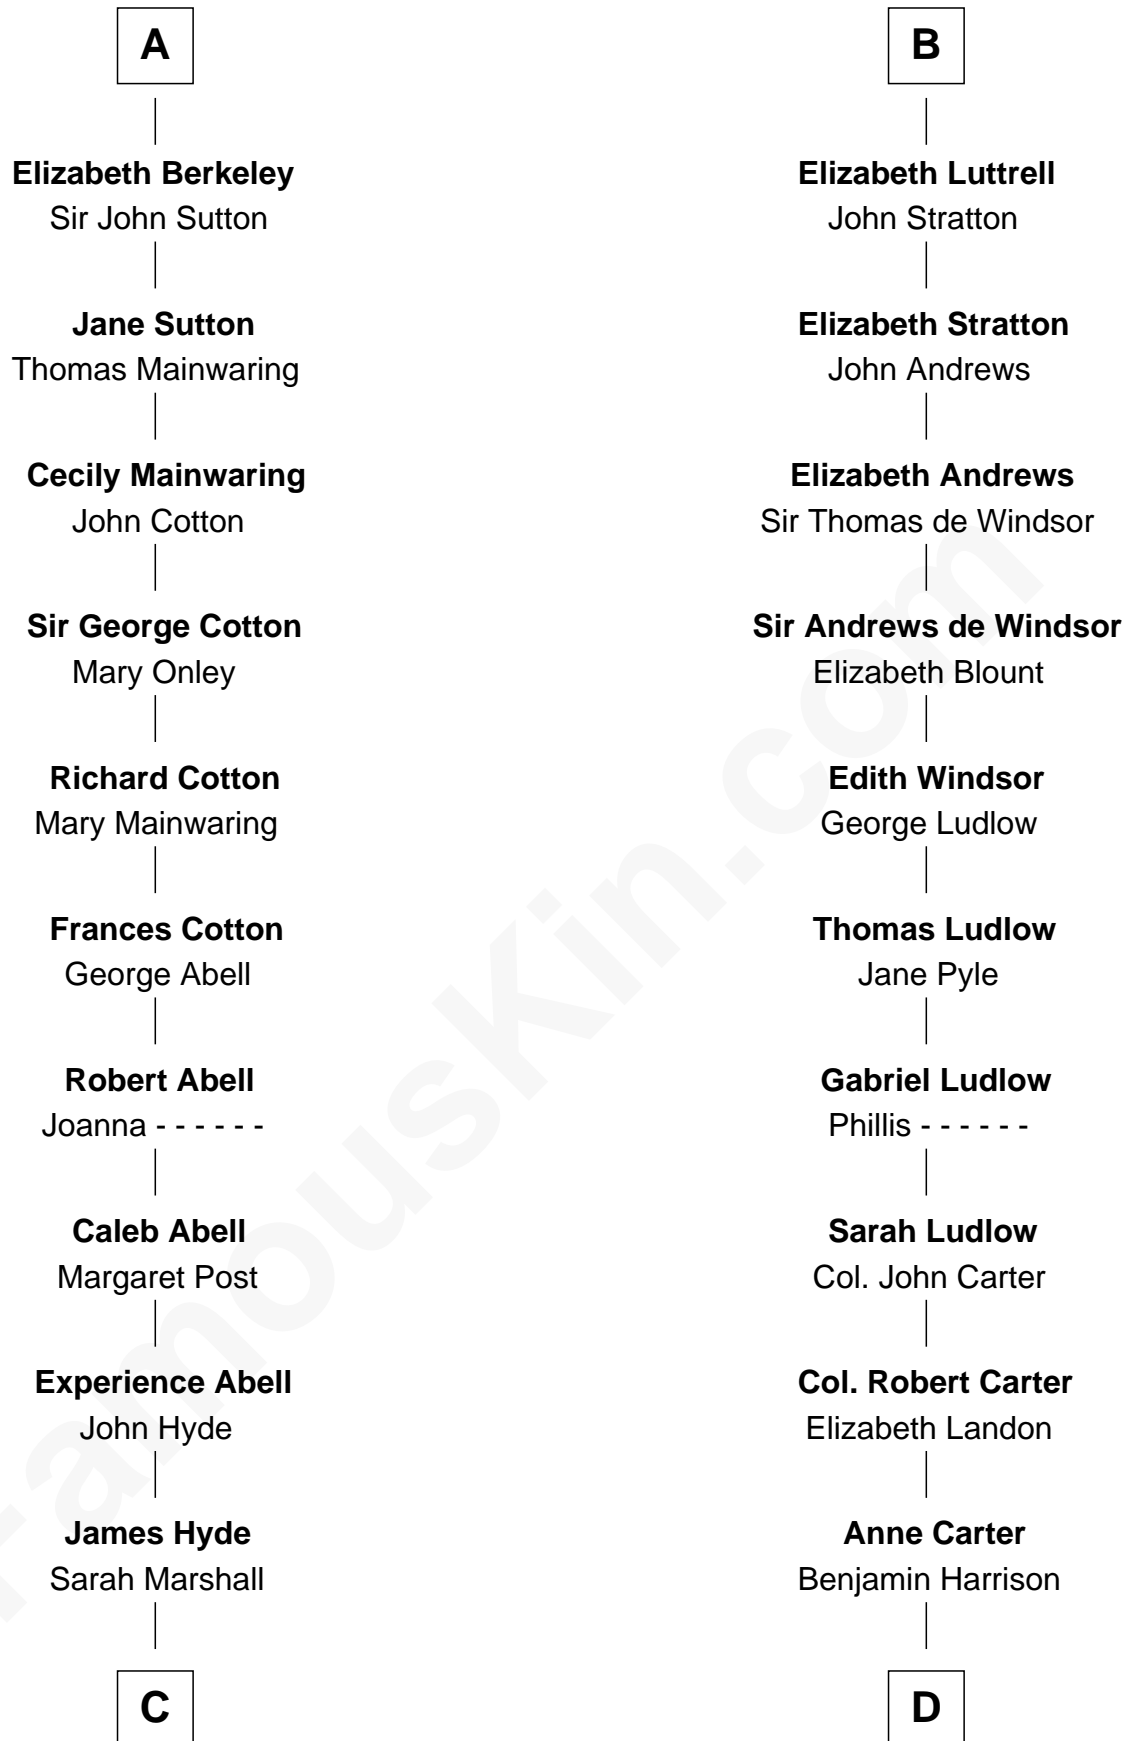 A
Elizabeth Berkeley
Sir John Sutton
Jane Sutton
Thomas Mainwaring
Cecily Mainwaring
John Cotton
Sir George Cotton
Mary Onley
Richard Cotton
Mary Mainwaring
Frances Cotton
George Abell
Robert Abell
Joanna - - - - - -
Caleb Abell
Margaret Post
Experience Abell
John Hyde
James Hyde
Sarah Marshall
C
B
Elizabeth Luttrell
John Stratton
Elizabeth Stratton
John Andrews
Elizabeth Andrews
Sir Thomas de Windsor
Sir Andrews de Windsor
Elizabeth Blount
Edith Windsor
George Ludlow
Thomas Ludlow
Jane Pyle
Gabriel Ludlow
Phillis - - - - - -
Sarah Ludlow
Col. John Carter
Col. Robert Carter
Elizabeth Landon
Anne Carter
Benjamin Harrison
D
FamousKin.com